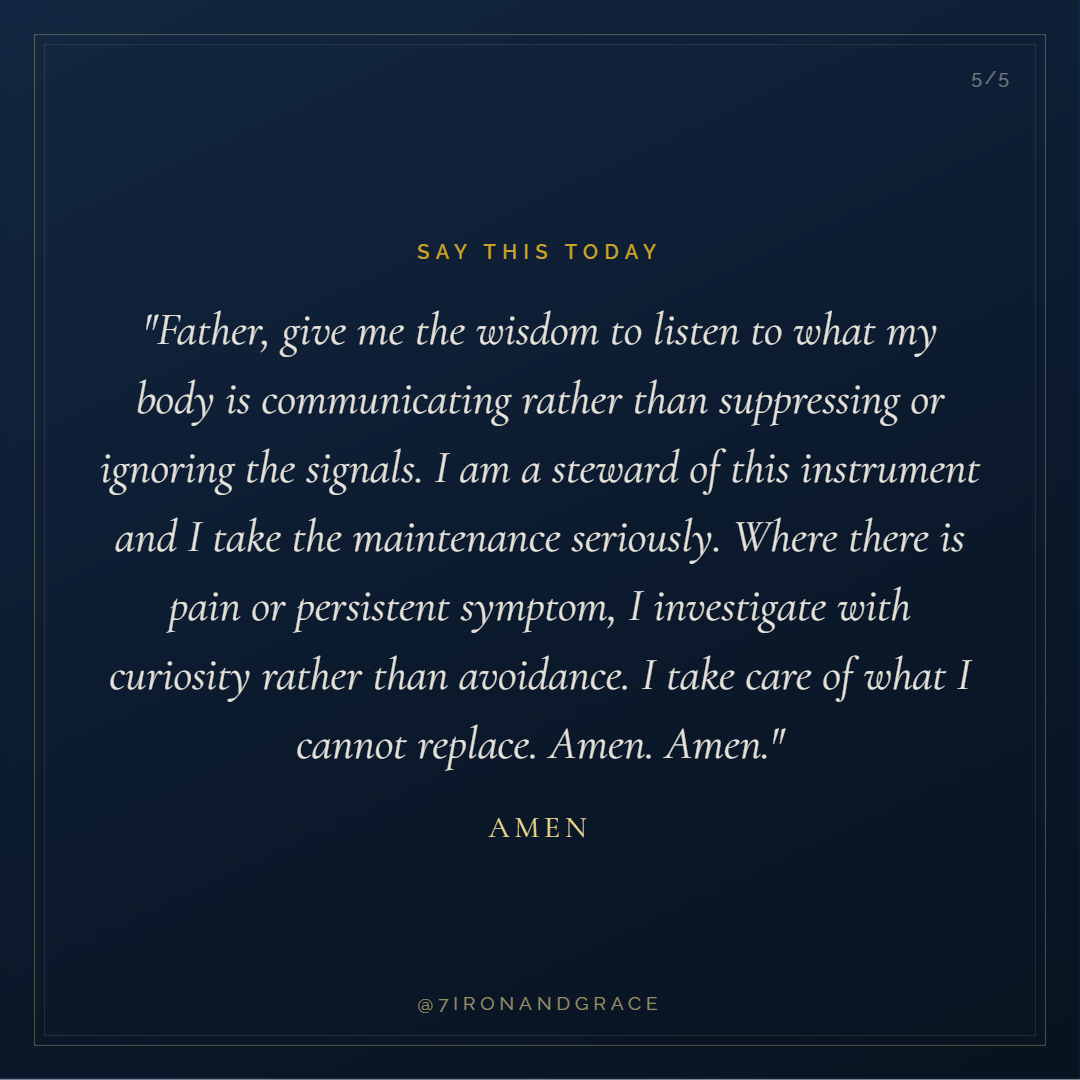 5/5
SAY THIS TODAY
"Father, give me the wisdom to listen to what my
body is communicating rather than suppressing or
ignoring the signals. I am a steward of this instrument
and I take the maintenance seriously. Where there is
pain or persistent symptom, I investigate with
curiosity rather than avoidance. I take care of what I
cannot replace. Amen. Amen."
AMEN
@7IRONANDGRACE